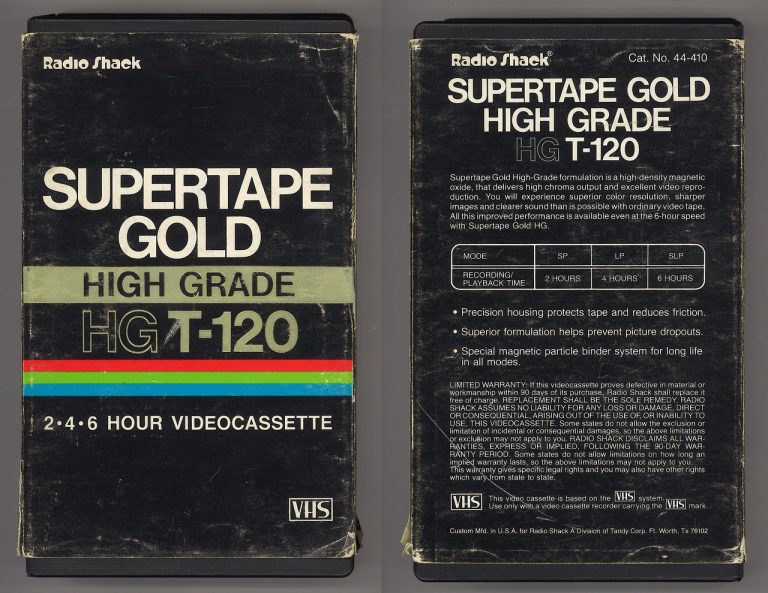 Radio Shack
SUPERTAPE
GOLD
HIGH GRADE
HG T-120
2•4•6 HOUR VIDEOCASSETTE
VHS
Radio Shack®
Cat. No. 44-410
SUPERTAPE GOLD
HIGH GRADE
HG T-120
Supertape Gold High-Grade formulation is a high-density magnetic
oxide, that delivers high chroma output and excellent video repro-
duction. You will experience superior color resolution, sharper
images and clearer sound than is possible with ordinary video tape.
All this improved performance is available even at the 6-hour speed
with Supertape Gold HG.
MODE SP LP SLP
RECORDING/
PLAYBACK TIME 2 HOURS 4 HOURS 6 HOURS
• Precision housing protects tape and reduces friction.
• Superior formulation helps prevent picture dropouts.
• Special magnetic particle binder system for long life
in all modes.
LIMITED WARRANTY: If this videocassette proves defective in material or
workmanship within 90 days of its purchase, Radio Shack shall replace it
free of charge. REPLACEMENT SHALL BE THE SOLE REMEDY. RADIO
SHACK ASSUMES NO LIABILITY FOR ANY LOSS OR DAMAGE, DIRECT
OR CONSEQUENTIAL, ARISING OUT OF THE USE OF, OR INABILITY TO
USE, THIS VIDEOCASSETTE. Some states do not allow the exclusion or
limitation of incidental or consequential damages, so the above limitations
or exclusion may not apply to you. RADIO SHACK DISCLAIMS ALL WAR-
RANTIES, EXPRESS OR IMPLIED, FOLLOWING THE 90-DAY WAR-
RANTY PERIOD. Some states do not allow limitations on how long an
implied warranty lasts, so the above limitations may not apply to you.
This warranty gives specific legal rights and you may also have other rights
which vary from state to state.
VHS This video cassette is based on the VHS system.
Use only with a video cassette recorder carrying the VHS mark.
Custom Mfd. in U.S.A. for Radio Shack A Division of Tandy Corp. Ft. Worth, Tx 76102